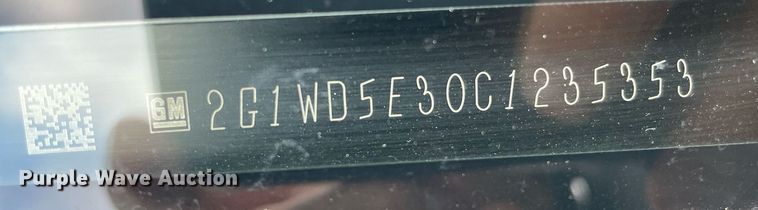 GM 2G1WD5E30C1235353
Purple Wave Auction